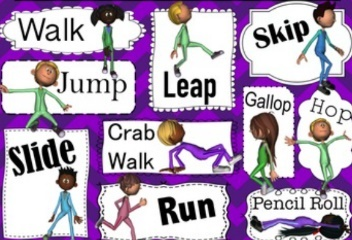 Walk
Jump
Leap
Skip
Gallop
Hop
Crab
Walk
Slide
Run
Pencil Roll